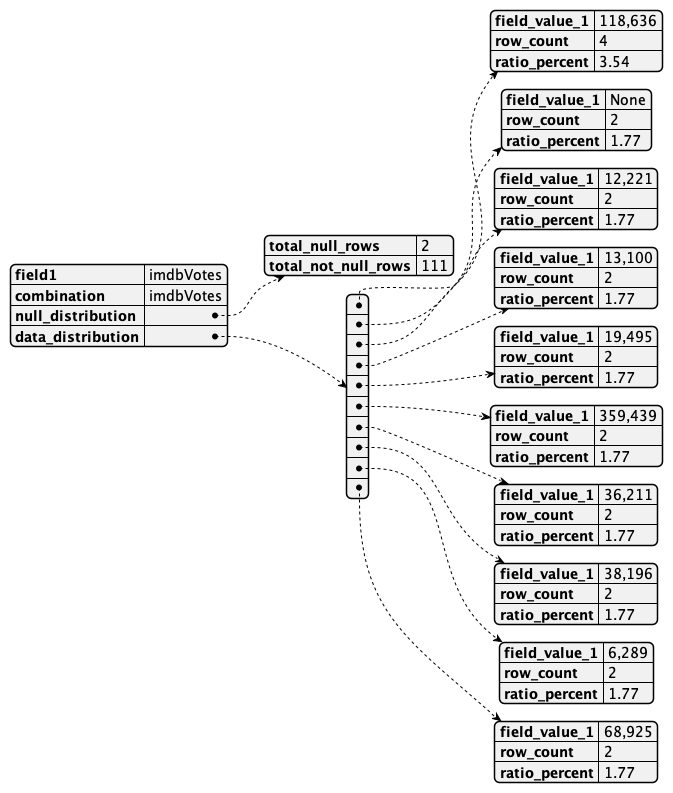 field1 imdbVotes
combination imdbVotes
null_distribution
data_distribution
total_null_rows 2
total_not_null_rows 111
field_value_1 118,636
row_count 4
ratio_percent 3.54
field_value_1 None
row_count 2
ratio_percent 1.77
field_value_1 12,221
row_count 2
ratio_percent 1.77
field_value_1 13,100
row_count 2
ratio_percent 1.77
field_value_1 19,495
row_count 2
ratio_percent 1.77
field_value_1 359,439
row_count 2
ratio_percent 1.77
field_value_1 36,211
row_count 2
ratio_percent 1.77
field_value_1 38,196
row_count 2
ratio_percent 1.77
field_value_1 6,289
row_count 2
ratio_percent 1.77
field_value_1 68,925
row_count 2
ratio_percent 1.77